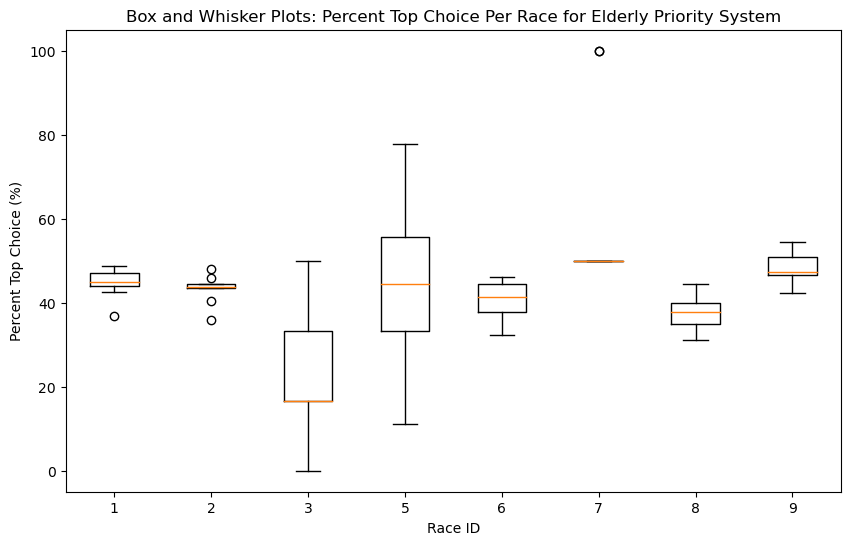 Box and Whisker Plots: Percent Top Choice Per Race for Elderly Priority System
Percent Top Choice (%)
100
80
60
40
20
0
1 2 3 5 6 7 8 9
Race ID